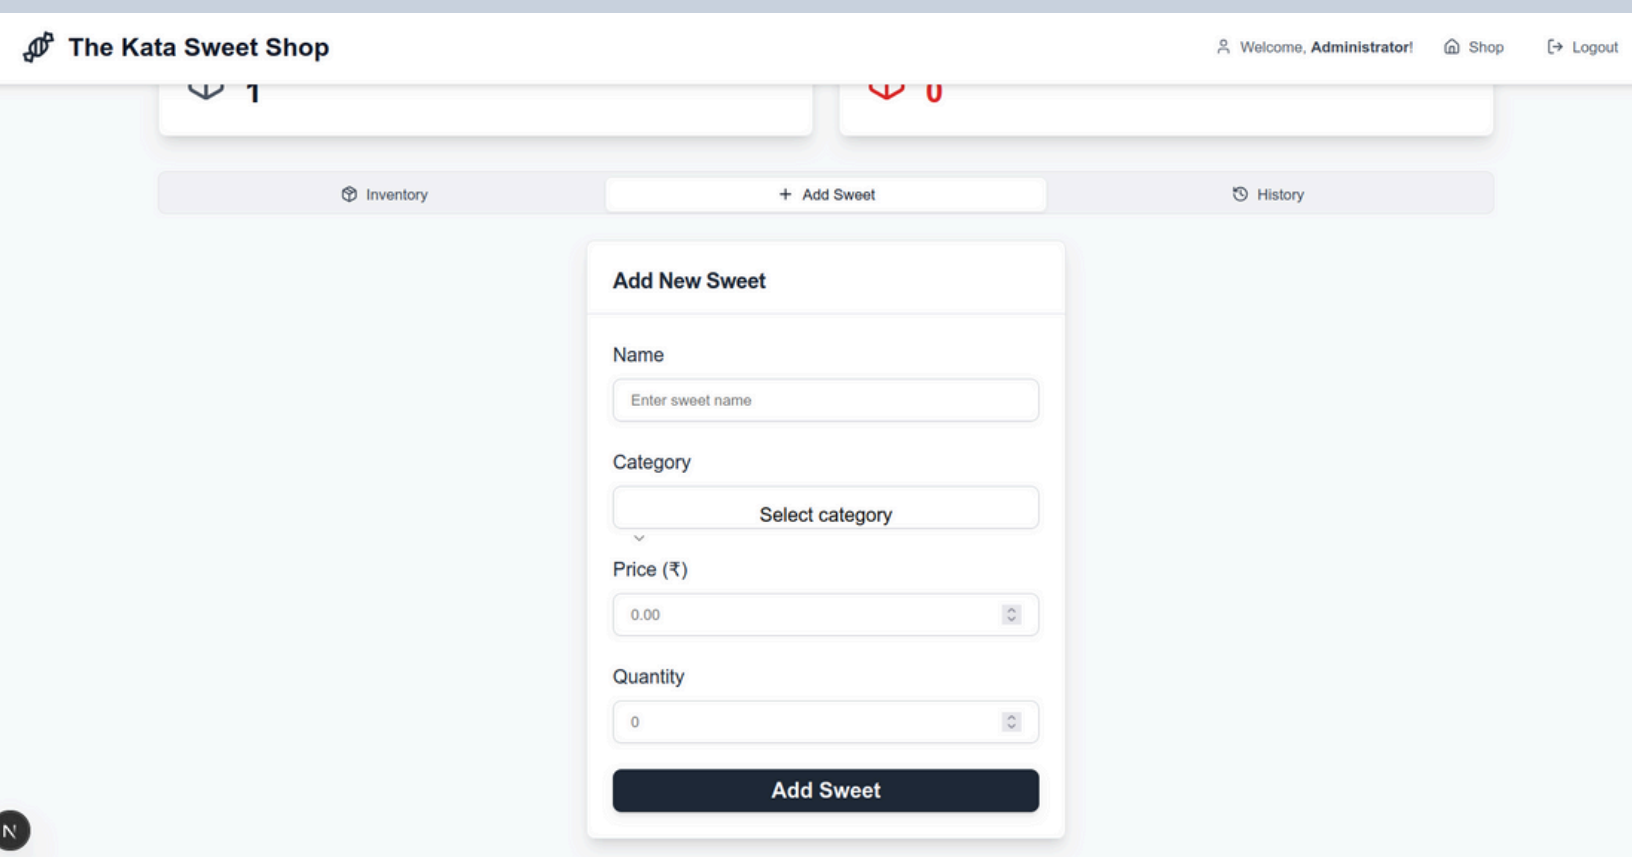 The Kata Sweet Shop
Welcome, Administrator!
Shop
Logout
1
0
Inventory
+ Add Sweet
History
Add New Sweet
Name
Enter sweet name
Category
Select category
Price (₹)
0.00
Quantity
0
Add Sweet
N